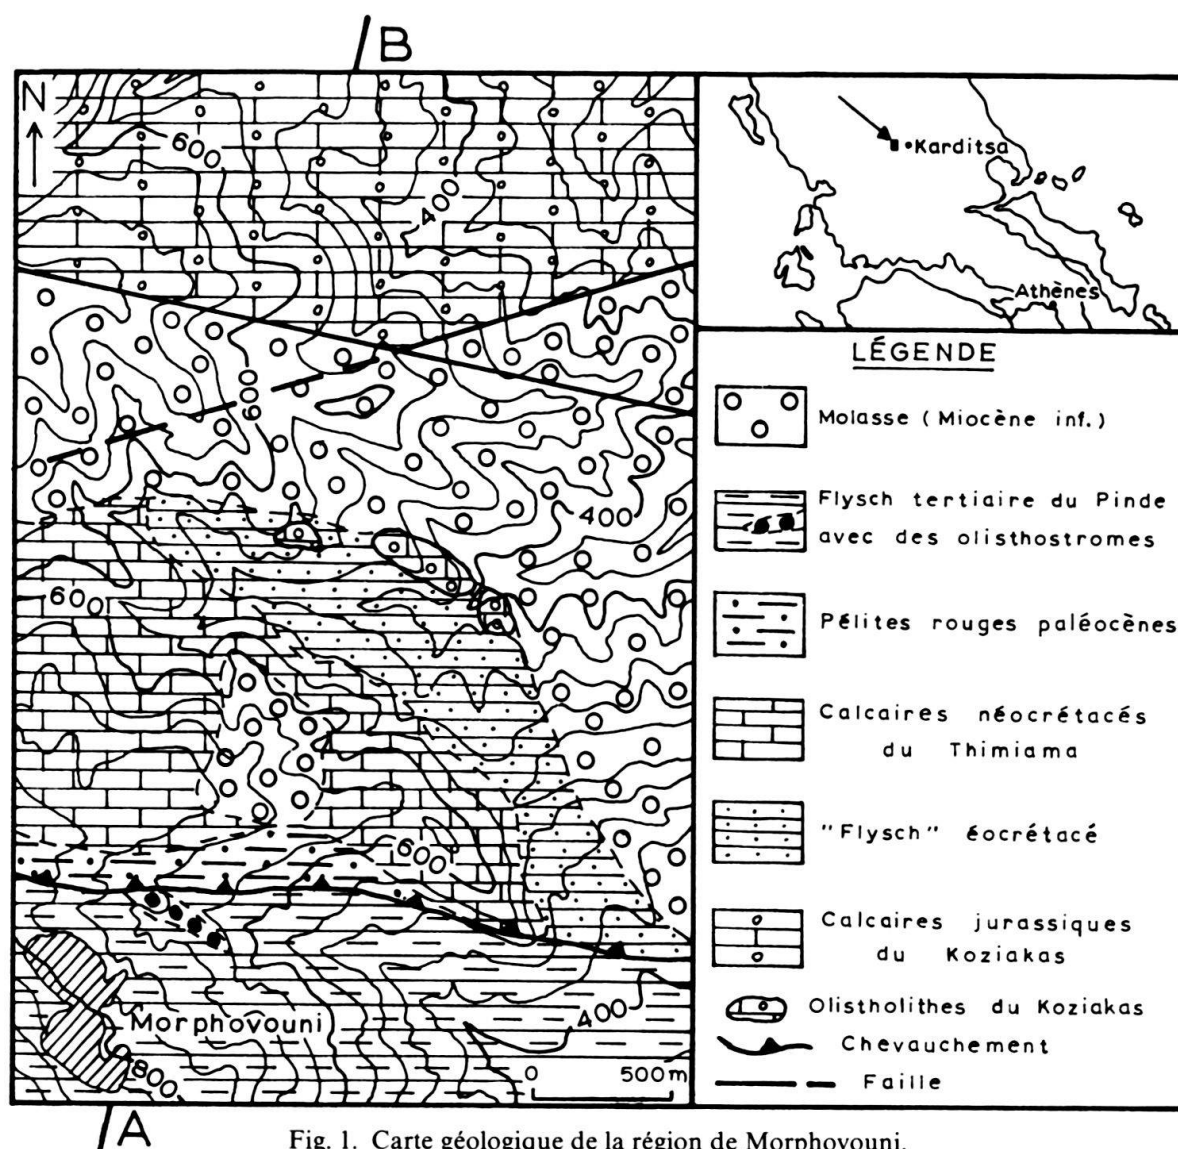 B
N
600
400
600
400
600
600
400
Morphovouni
800
0 500m
A
Karditsa
Athènes
LÉGENDE
Molasse (Miocène inf.)
Flysch tertiaire du Pinde
avec des olisthostromes
Pélites rouges paléocènes
Calcaires néocrétacés
du Thimiama
"Flysch" éocrétacé
Calcaires jurassiques
du Koziakas
Olistholithes du Koziakas
Chevauchement
Faille
Fig. 1. Carte géologique de la région de Morphovouni.